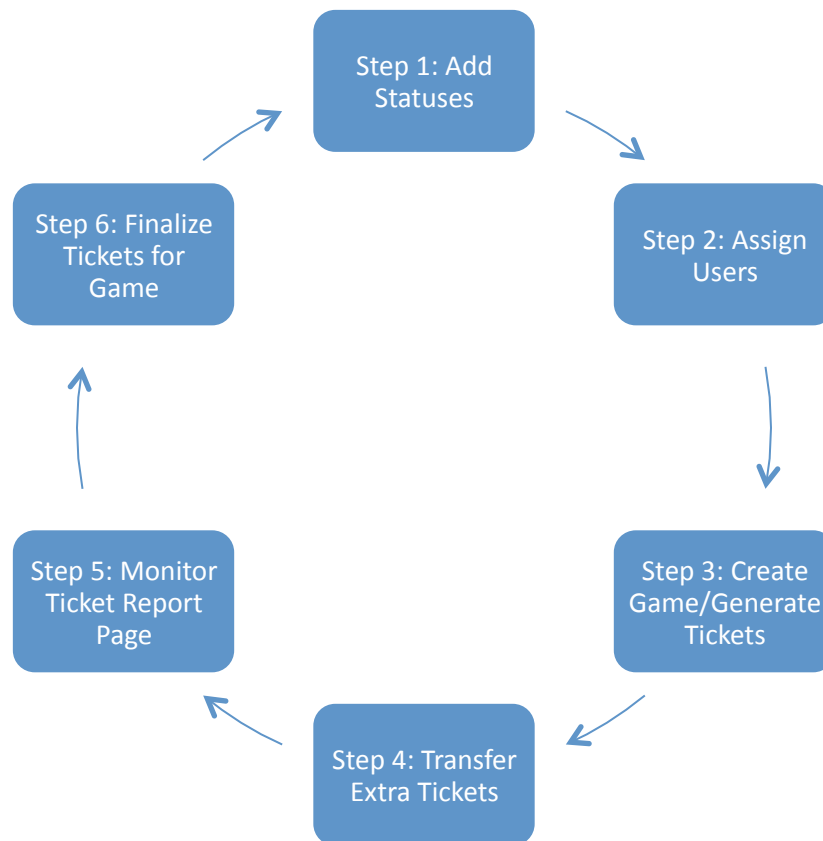 Step 1: Add
Statuses
Step 2: Assign
Users
Step 3: Create
Game/Generate
Tickets
Step 4: Transfer
Extra Tickets
Step 5: Monitor
Ticket Report
Page
Step 6: Finalize
Tickets for
Game